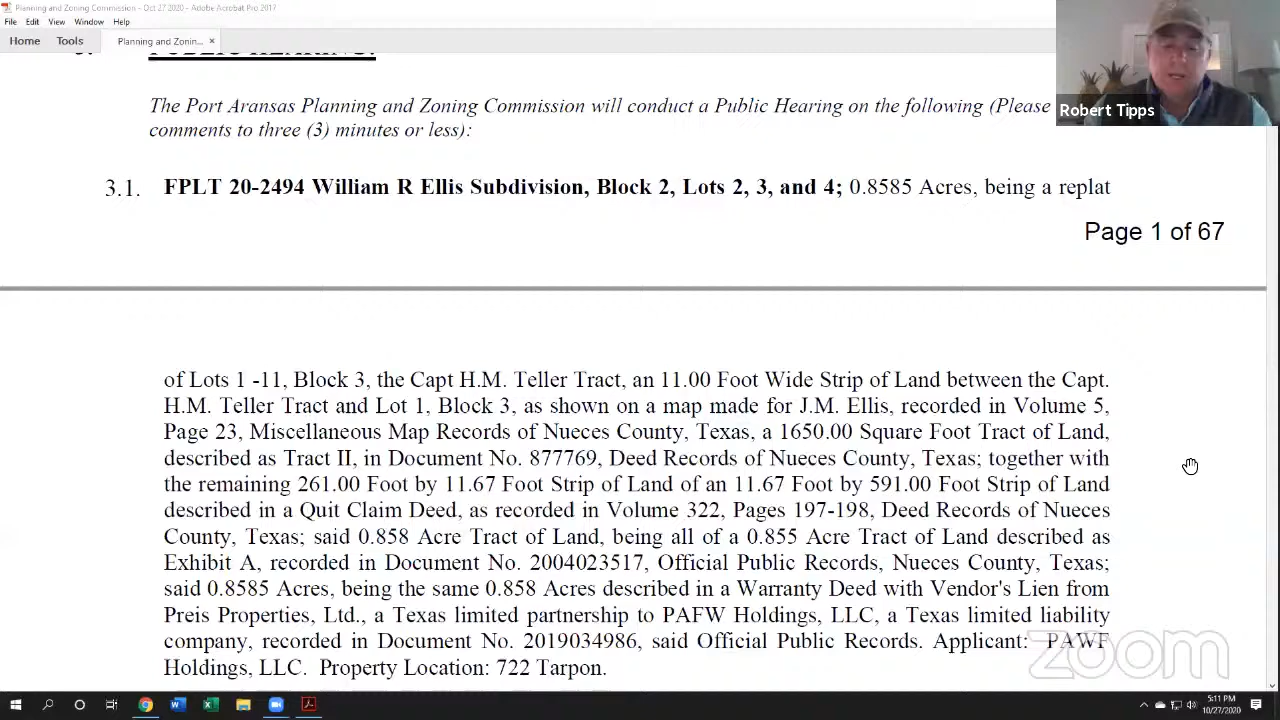 Planning and Zoning Commission - Oct 27 2020 - Adobe Acrobat Pro 2017
File Edit View Window Help
Home Tools Planning and Zonin... ×
PUBLIC HEARING:
The Port Aransas Planning and Zoning Commission will conduct a Public Hearing on the following (Please
comments to three (3) minutes or less):
Robert Tipps
3.1. FPLT 20-2494 William R Ellis Subdivision, Block 2, Lots 2, 3, and 4; 0.8585 Acres, being a replat
Page 1 of 67
of Lots 1 -11, Block 3, the Capt H.M. Teller Tract, an 11.00 Foot Wide Strip of Land between the Capt.
H.M. Teller Tract and Lot 1, Block 3, as shown on a map made for J.M. Ellis, recorded in Volume 5,
Page 23, Miscellaneous Map Records of Nueces County, Texas, a 1650.00 Square Foot Tract of Land,
described as Tract II, in Document No. 877769, Deed Records of Nueces County, Texas; together with
the remaining 261.00 Foot by 11.67 Foot Strip of Land of an 11.67 Foot by 591.00 Foot Strip of Land
described in a Quit Claim Deed, as recorded in Volume 322, Pages 197-198, Deed Records of Nueces
County, Texas; said 0.858 Acre Tract of Land, being all of a 0.855 Acre Tract of Land described as
Exhibit A, recorded in Document No. 2004023517, Official Public Records, Nueces County, Texas;
said 0.8585 Acres, being the same 0.858 Acres described in a Warranty Deed with Vendor's Lien from
Preis Properties, Ltd., a Texas limited partnership to PAFW Holdings, LLC, a Texas limited liability
company, recorded in Document No. 2019034986, said Official Public Records. Applicant: PAWF
Holdings, LLC. Property Location: 722 Tarpon.
zoom
5:11 PM
10/27/2020